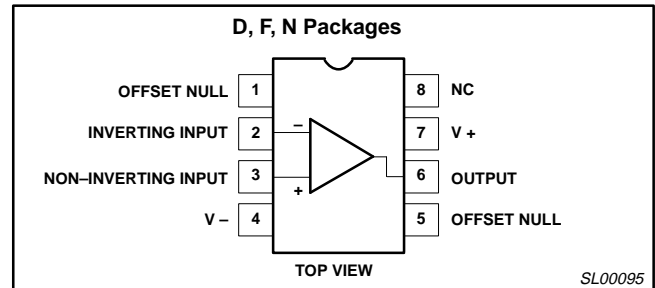 D, F, N Packages
OFFSET NULL 1 8 NC
INVERTING INPUT 2 – 7 V +
NON–INVERTING INPUT 3 + 6 OUTPUT
V – 4 5 OFFSET NULL
TOP VIEW
SL00095